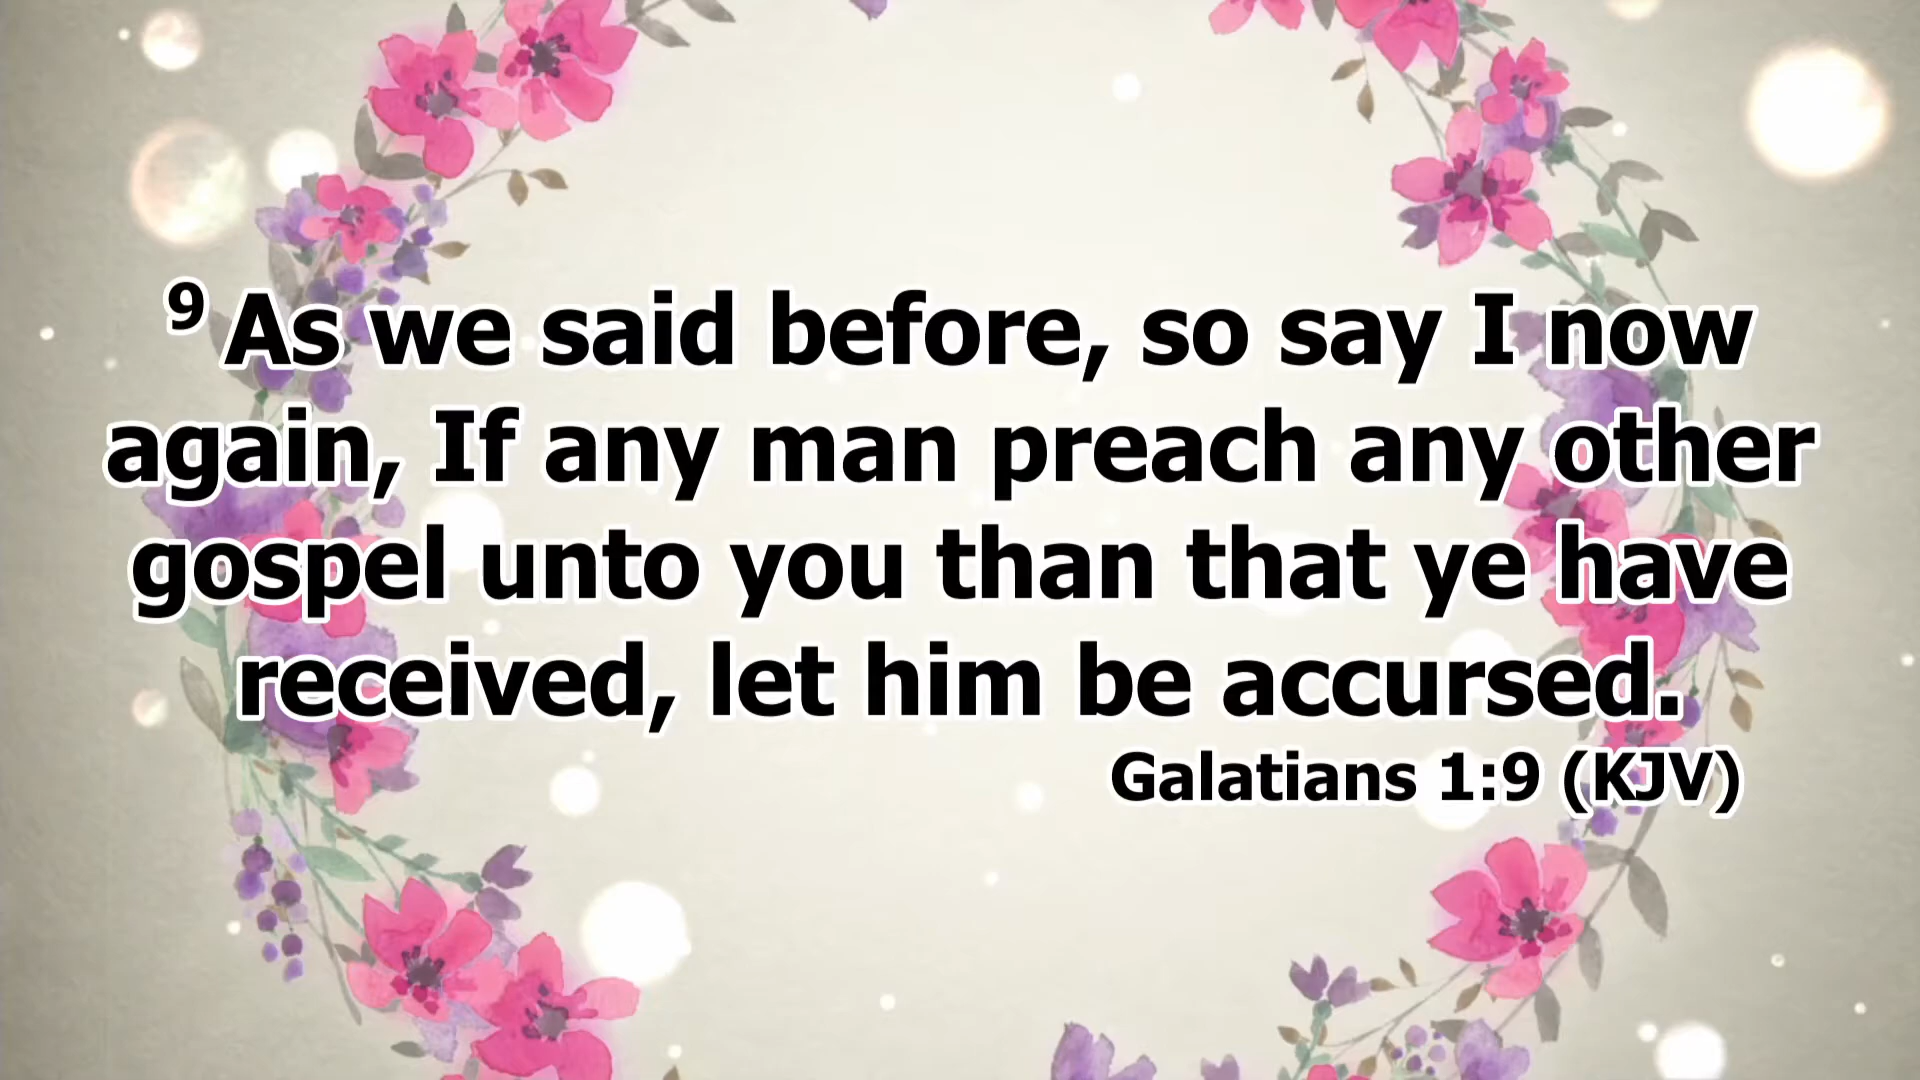 9 As we said before, so say I now
again, If any man preach any other
gospel unto you than that ye have
received, let him be accursed.
Galatians 1:9 (KJV)